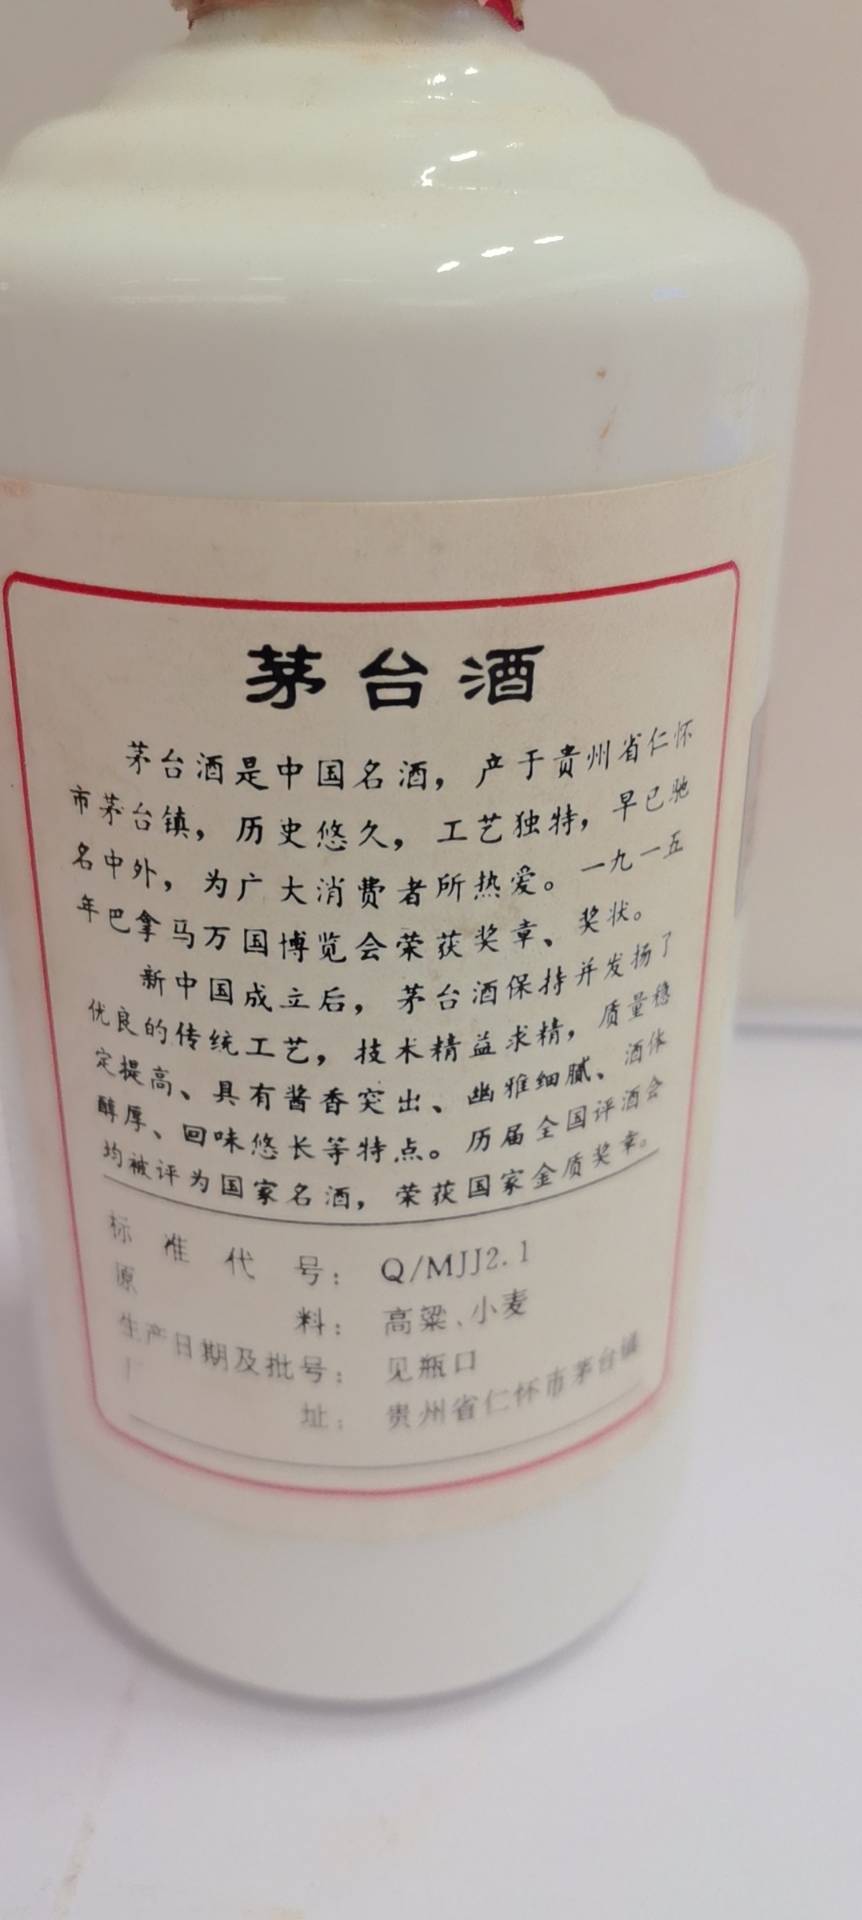 茅台酒
茅台酒是中国名酒，产于贵州省仁怀
市茅台镇，历史悠久，工艺独特，早已驰
名中外，为广大消费者所热爱。一九一五
年巴拿马万国博览会荣获奖章、奖状。
新中国成立后，茅台酒保持并发扬了
优良的传统工艺，技术精益求精，质量稳
定提高、具有酱香突出、幽雅细腻、酒体
醇厚、回味悠长等特点。历届全国评酒会
均被评为国家名酒，荣获国家金质奖章。
标准代号：Q/MJJ2.1
原料：高粱、小麦
生产日期及批号：见瓶口
厂址：贵州省仁怀市茅台镇